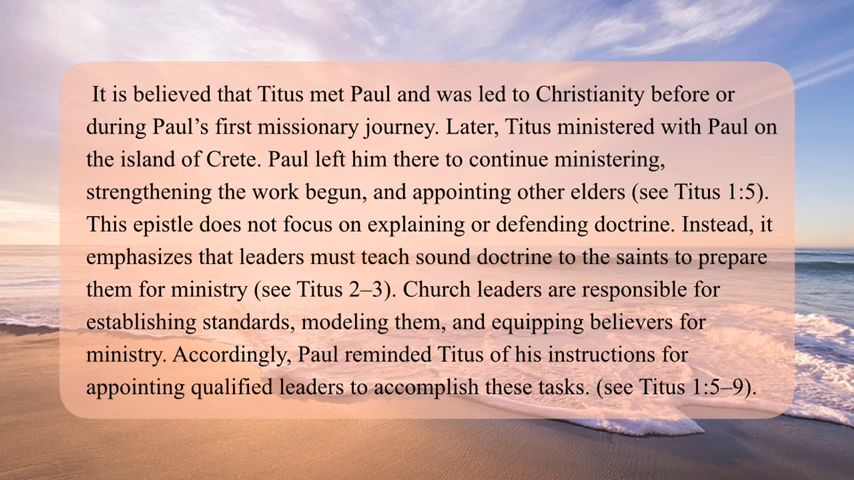 It is believed that Titus met Paul and was led to Christianity before or
during Paul’s first missionary journey. Later, Titus ministered with Paul on
the island of Crete. Paul left him there to continue ministering,
strengthening the work begun, and appointing other elders (see Titus 1:5).
This epistle does not focus on explaining or defending doctrine. Instead, it
emphasizes that leaders must teach sound doctrine to the saints to prepare
them for ministry (see Titus 2–3). Church leaders are responsible for
establishing standards, modeling them, and equipping believers for
ministry. Accordingly, Paul reminded Titus of his instructions for
appointing qualified leaders to accomplish these tasks. (see Titus 1:5–9).